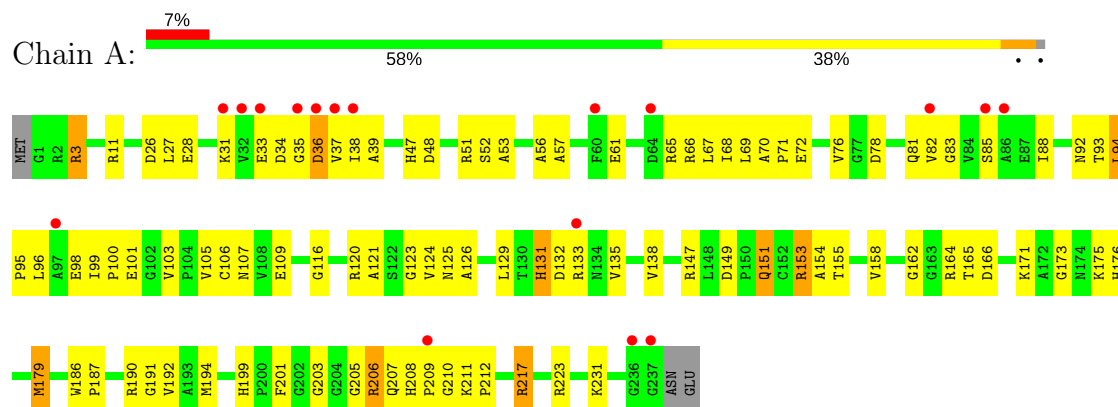 7%
Chain A:
58% 38% • •
MET G1 R2 R3 R11 D26 L27 E28 K31 V32 E33 D34 G35 D36 V37 I38 A39 H47 D48 R51 S52 A53 A56 A57 F60 E61 D64 R65 R66 L67 I68 L69 A70 P71 E72 V76 G77 D78 Q81 V82 G83 V84 S85 A86 E87 I88 N92 T93 L94
P95 L96 A97 E98 I99 P100 E101 G102 V103 P104 V105 C106 N107 V108 E109 G116 R120 A121 S122 G123 V124 N125 A126 L129 T130 H131 D132 R133 N134 V135 V138 R147 L148 D149 P150 Q151 C152 R153 A154 T155 V158 G162 G163 R164 T165 D166 K171 A172 G173 N174 K175
M179 W186 P187 R190 G191 V192 A193 M194 H199 P200 F201 G202 G203 G204 G205 R206 Q207 H208 P209 G210 K211 P212 R217 R223 K231 G236 G237 ASN GLU